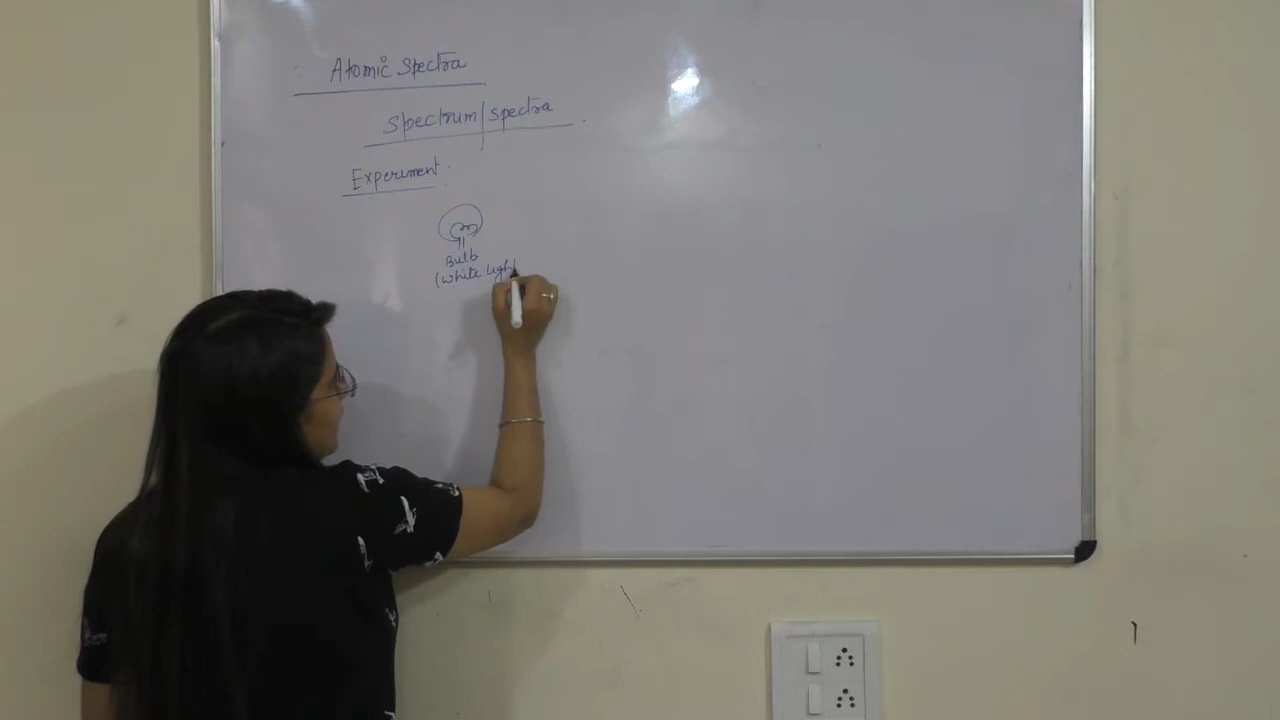 Atomic Spectra
Spectrum/spectra
Experiment
Bulb
(white light